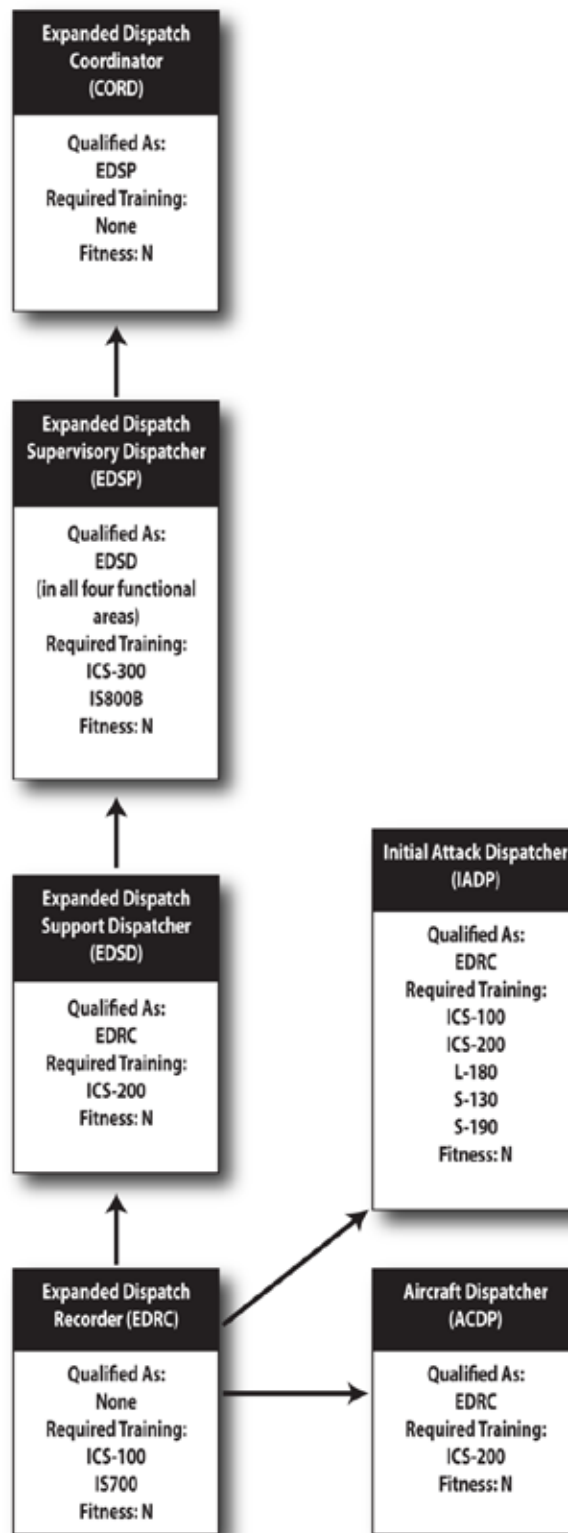 Expanded Dispatch
Coordinator
(CORD)
Qualified As:
EDSP
Required Training:
None
Fitness: N
Expanded Dispatch
Supervisory Dispatcher
(EDSP)
Qualified As:
EDSD
(in all four functional
areas)
Required Training:
ICS-300
IS800B
Fitness: N
Expanded Dispatch
Support Dispatcher
(EDSD)
Qualified As:
EDRC
Required Training:
ICS-200
Fitness: N
Initial Attack Dispatcher
(IADP)
Qualified As:
EDRC
Required Training:
ICS-100
ICS-200
L-180
S-130
S-190
Fitness: N
Expanded Dispatch
Recorder (EDRC)
Qualified As:
None
Required Training:
ICS-100
IS700
Fitness: N
Aircraft Dispatcher
(ACDP)
Qualified As:
EDRC
Required Training:
ICS-200
Fitness: N